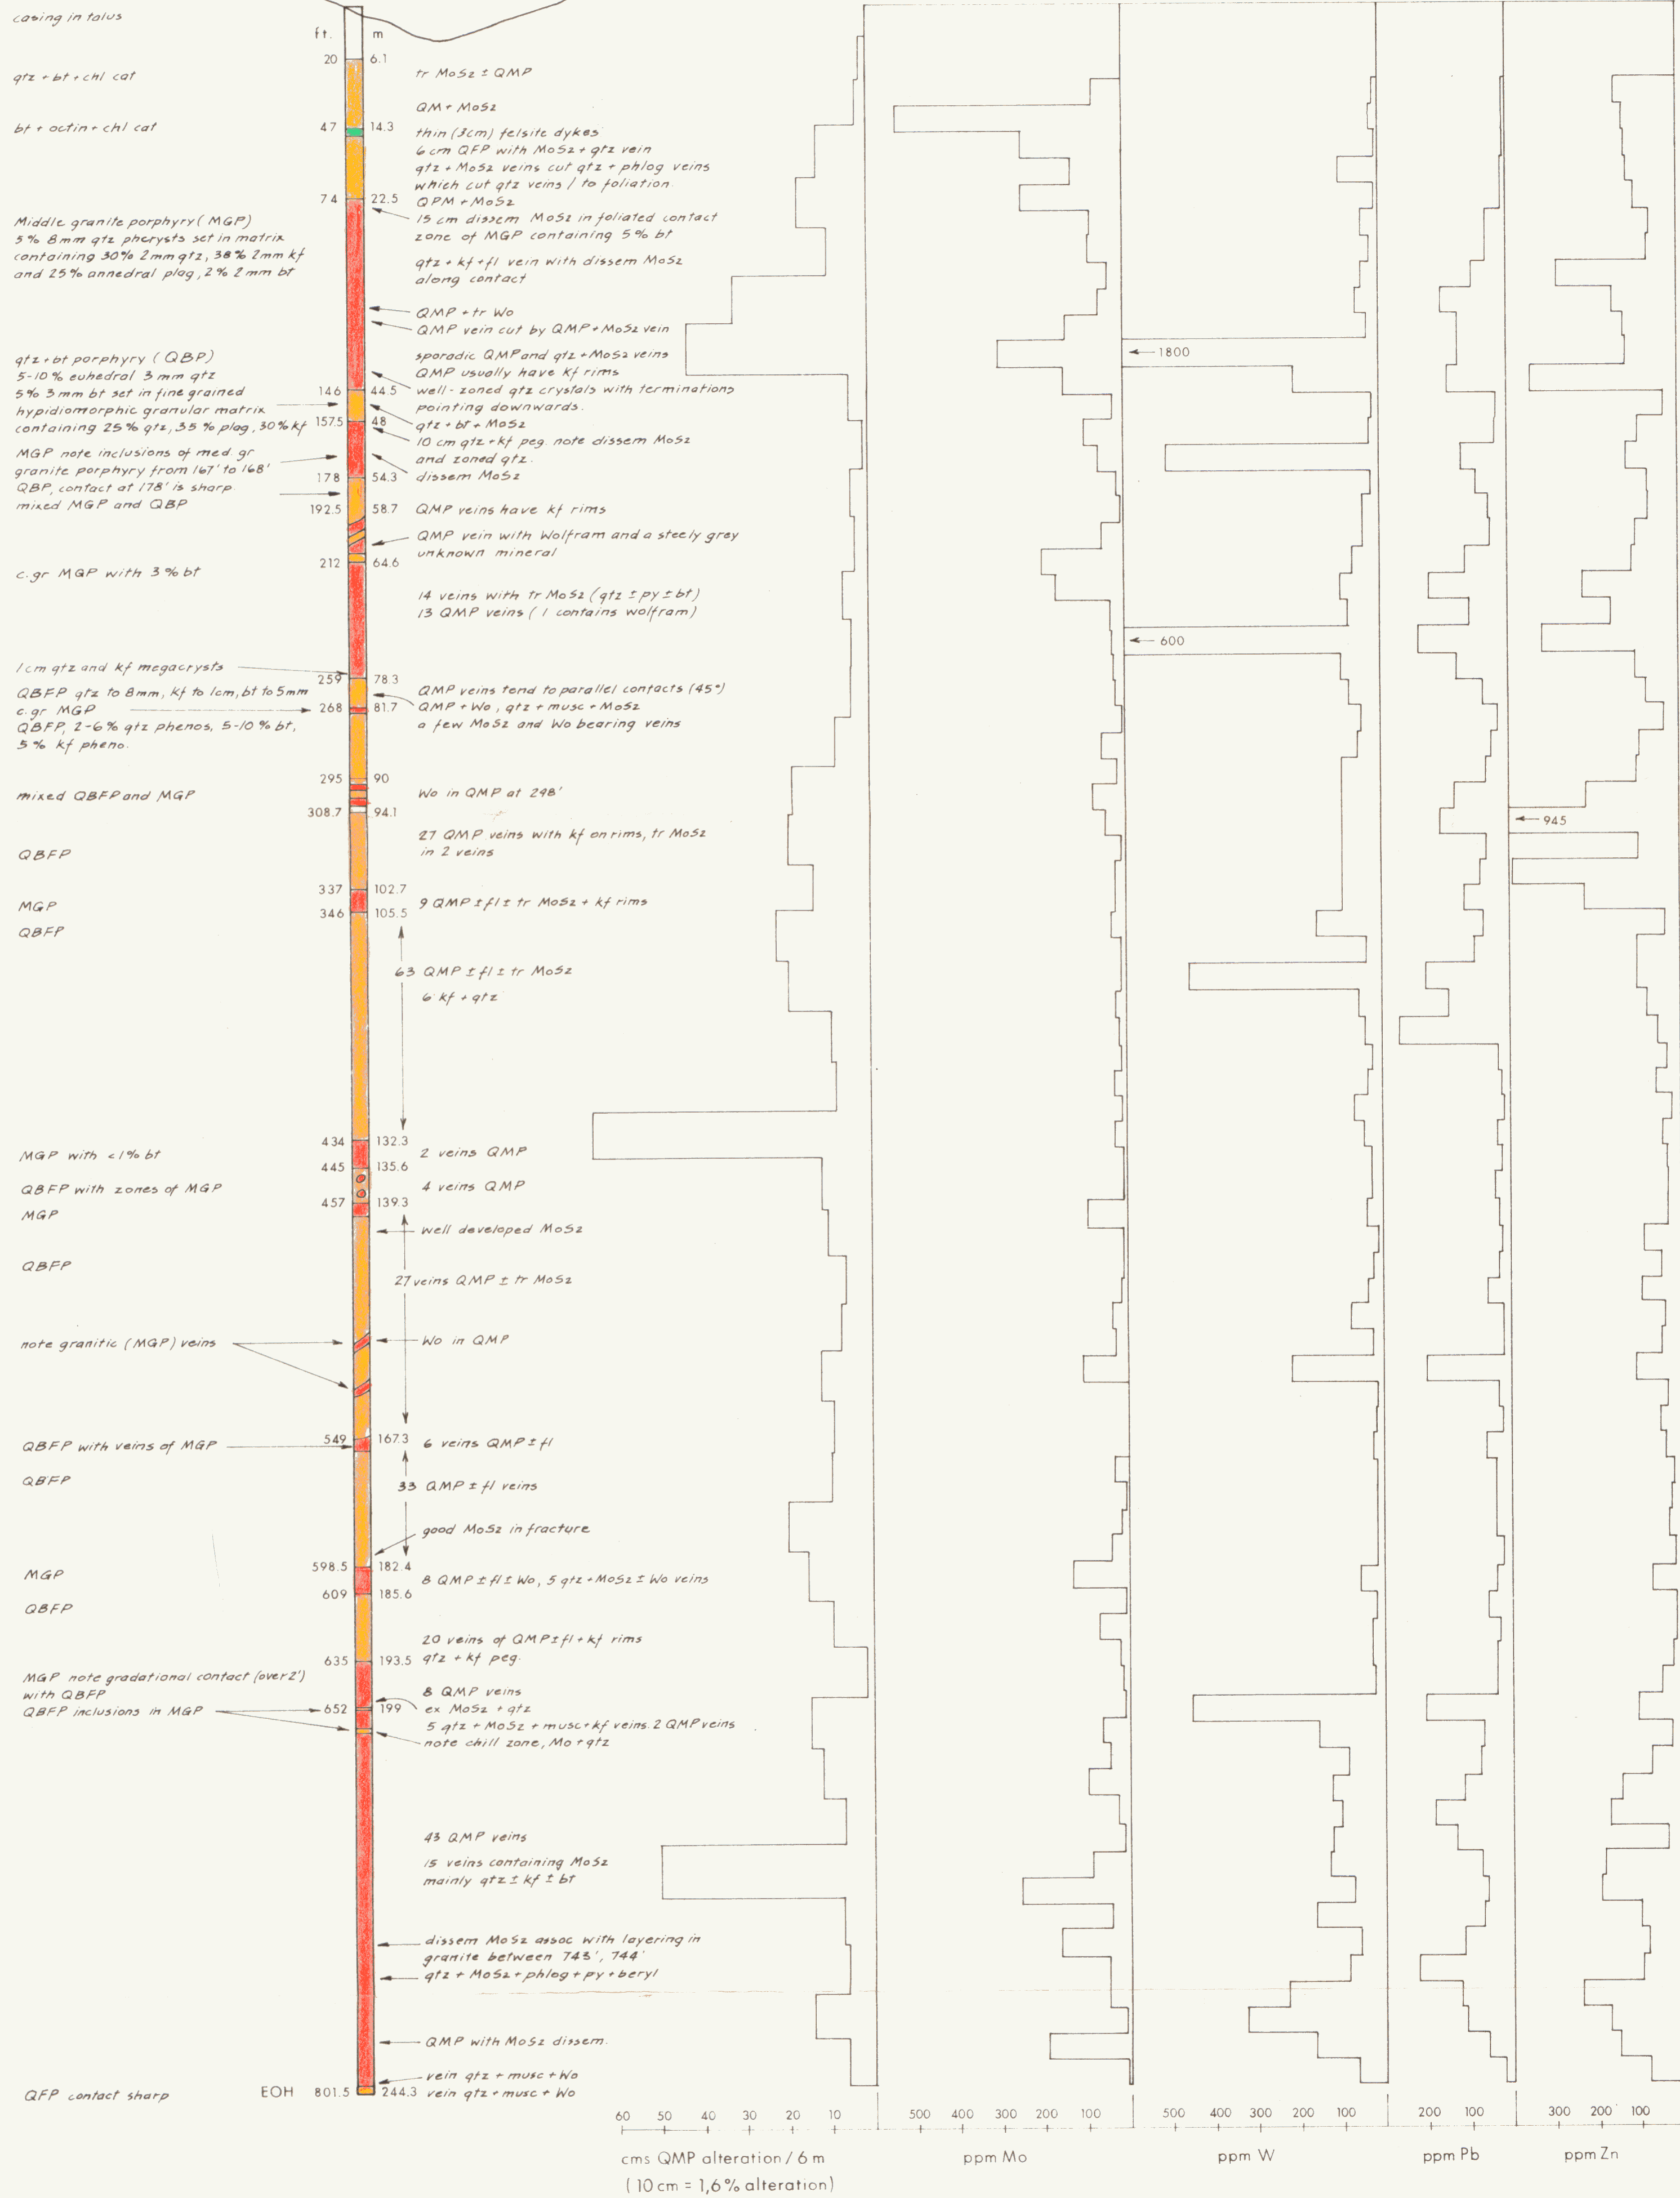 casing in talus
ft.
m
20
6.1
qtz + bt + chl cat
tr MoS2 ± QMP
QM + MoS2
bt + actin + chl cat
47
14.3
thin (3cm) felsite dykes
6 cm QFP with MoS2 + qtz vein
qtz + MoS2 veins cut qtz + phlog veins
which cut qtz veins / to foliation.
74
22.5
QPM + MoS2
15 cm dissem MoS2 in foliated contact
zone of MGP containing 5% bt
Middle granite porphyry (MGP)
5% 8mm qtz phcrysts set in matrix
containing 30% 2mm qtz, 38% 2mm kf
and 25% annedral plag, 2% 2mm bt
qtz + kf + fl vein with dissem MoS2
along contact
QMP + tr Wo
QMP vein cut by QMP + MoS2 vein
sporadic QMP and qtz + MoS2 veins
QMP usually have kf rims
1800
qtz + bt porphyry (QBP)
5-10% euhedral 3 mm qtz
5% 3mm bt set in fine grained
hypidiomorphic granular matrix
containing 25% qtz, 35% plag, 30% kf
146
44.5
well-zoned qtz crystals with terminations
pointing downwards.
157.5
48
qtz + bt + MoS2
10 cm qtz + kf peg. note dissem MoS2
and zoned qtz.
MGP note inclusions of med. gr
granite porphyry from 167' to 168'
178
54.3
dissem MoS2
QBP, contact at 178' is sharp
mixed MGP and QBP
192.5
58.7
QMP veins have kf rims
QMP vein with Wolfram and a steely grey
unknown mineral
212
64.6
c.gr MGP with 3% bt
14 veins with tr MoS2 (qtz ± py ± bt)
13 QMP veins (1 contains wolfram)
600
1cm qtz and kf megacrysts
259
78.3
QBFP qtz to 8mm, kf to 1cm, bt to 5mm
QMP veins tend to parallel contacts (45°)
c.gr MGP
268
81.7
QMP + Wo, qtz + musc + MoS2
a few MoS2 and Wo bearing veins
QBFP, 2-6% qtz phenos, 5-10% bt,
5% kf pheno.
295
90
mixed QBFP and MGP
Wo in QMP at 298'
308.7
94.1
945
27 QMP veins with kf on rims, tr MoS2
in 2 veins
QBFP
337
102.7
MGP
9 QMP ± fl ± tr MoS2 + kf rims
346
105.5
QBFP
63 QMP ± fl ± tr MoS2
6 kf + qtz
434
132.3
MGP with <1% bt
2 veins QMP
445
135.6
QBFP with zones of MGP
4 veins QMP
457
139.3
MGP
well developed MoS2
QBFP
27 veins QMP ± tr MoS2
note granitic (MGP) veins
Wo in QMP
QBFP with veins of MGP
549
167.3
6 veins QMP ± fl
QBFP
33 QMP ± fl veins
good MoS2 in fracture
598.5
182.4
MGP
8 QMP ± fl ± Wo, 5 qtz + MoS2 ± Wo veins
609
185.6
QBFP
20 veins of QMP ± fl + kf rims
635
193.5
qtz + kf peg.
MGP note gradational contact (over 2')
with QBFP
8 QMP veins
QBFP inclusions in MGP
652
199
ex MoS2 + qtz
5 qtz + MoS2 + musc + kf veins. 2 QMP veins
note chill zone, Mo + qtz
43 QMP veins
15 veins containing MoS2
mainly qtz ± kf ± bt
dissem MoS2 assoc with layering in
granite between 743', 744'
qtz + MoS2 + phlog + py + beryl
QMP with MoS2 dissem.
vein qtz + musc + Wo
QFP contact sharp
EOH
801.5
244.3
vein qtz + musc + Wo
60 50 40 30 20 10
500 400 300 200 100
500 400 300 200 100
200 100
300 200 100
cms QMP alteration / 6 m
(10 cm = 1,6% alteration)
ppm Mo
ppm W
ppm Pb
ppm Zn